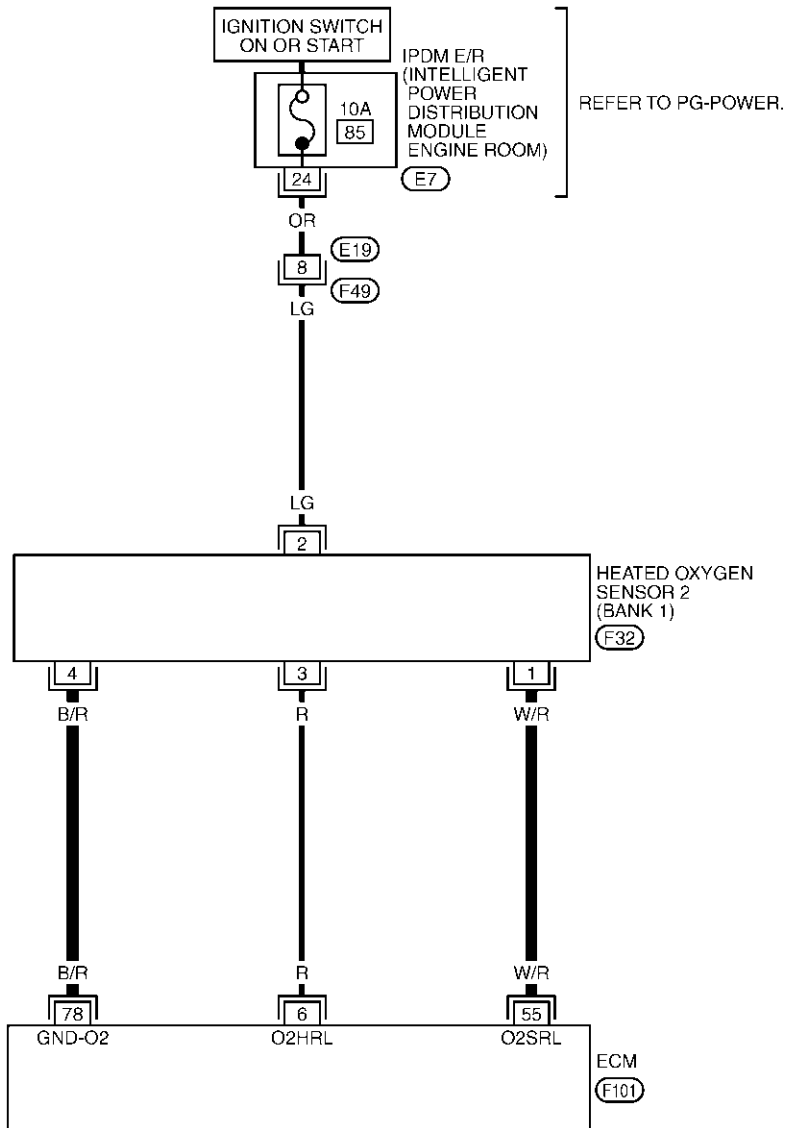 IGNITION SWITCH
ON OR START
IPDM E/R
(INTELLIGENT
POWER
DISTRIBUTION
MODULE
ENGINE ROOM)
10A
85
REFER TO PG-POWER.
24
E7
OR
E19
8
F49
LG
LG
2
HEATED OXYGEN
SENSOR 2
(BANK 1)
F32
4 3 1
B/R R W/R
B/R R W/R
78 6 55
GND-O2 O2HRL O2SRL
ECM
F101